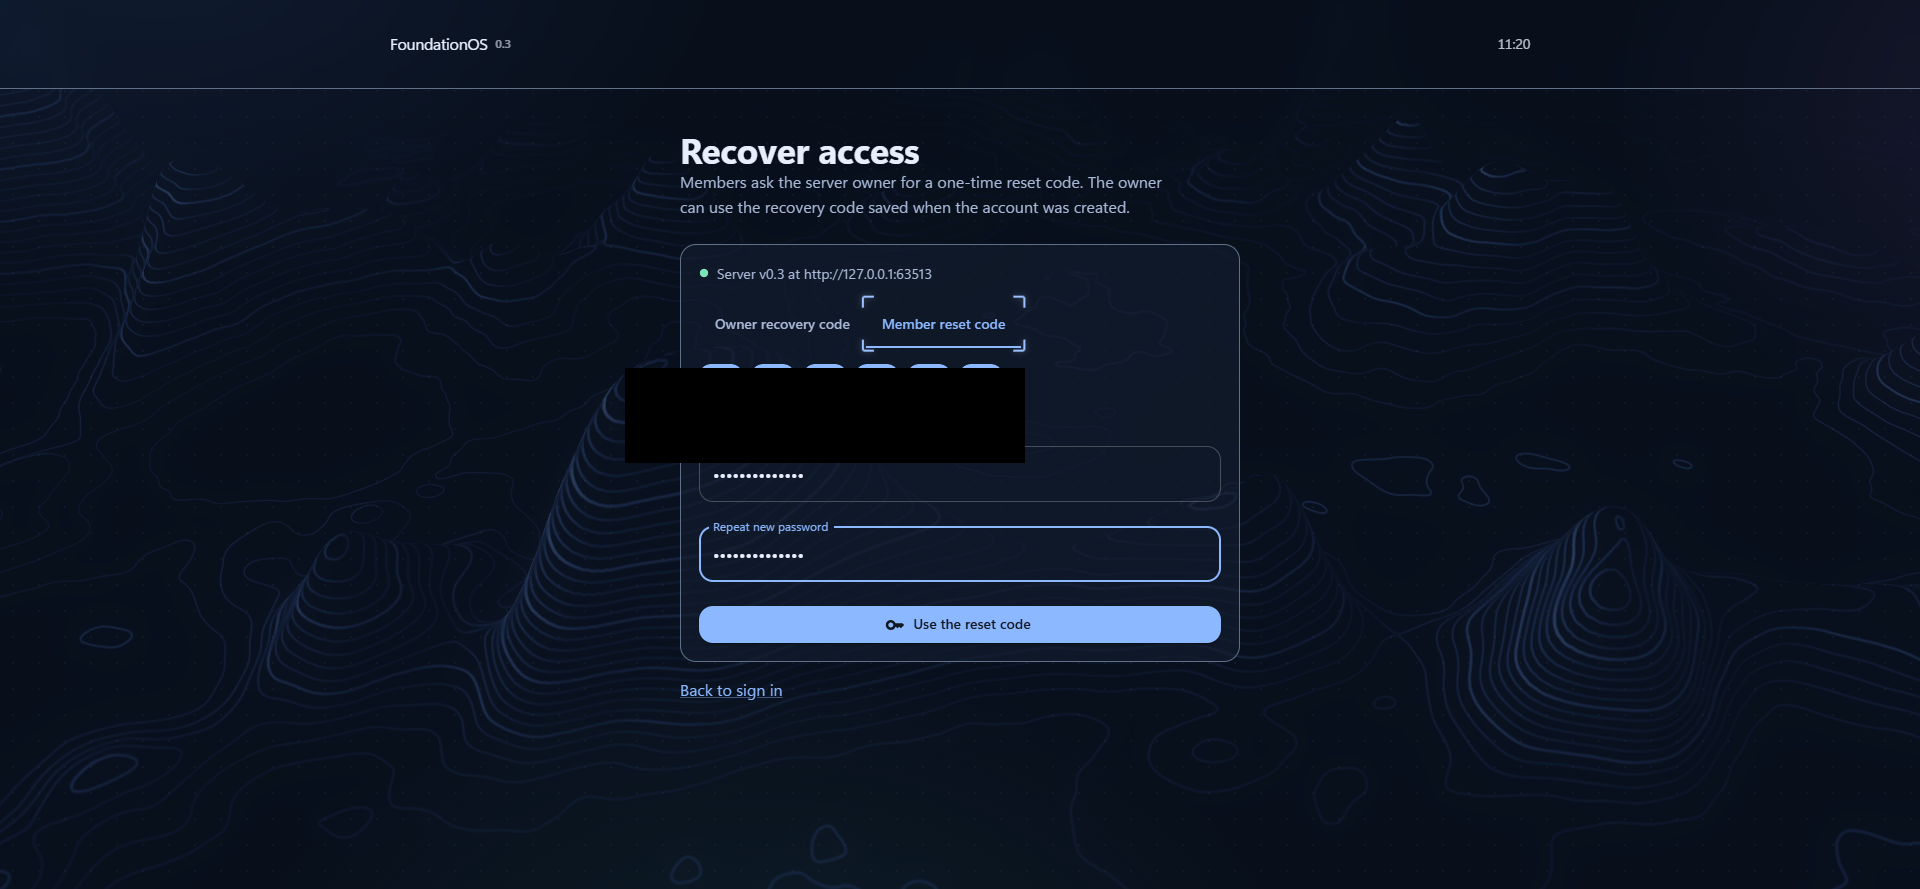 FoundationOS 0.3
11:20
Recover access
Members ask the server owner for a one-time reset code. The owner
can use the recovery code saved when the account was created.
Server v0.3 at http://127.0.0.1:63513
Owner recovery code
Member reset code
••••••••••••••
Repeat new password
••••••••••••••
Use the reset code
Back to sign in